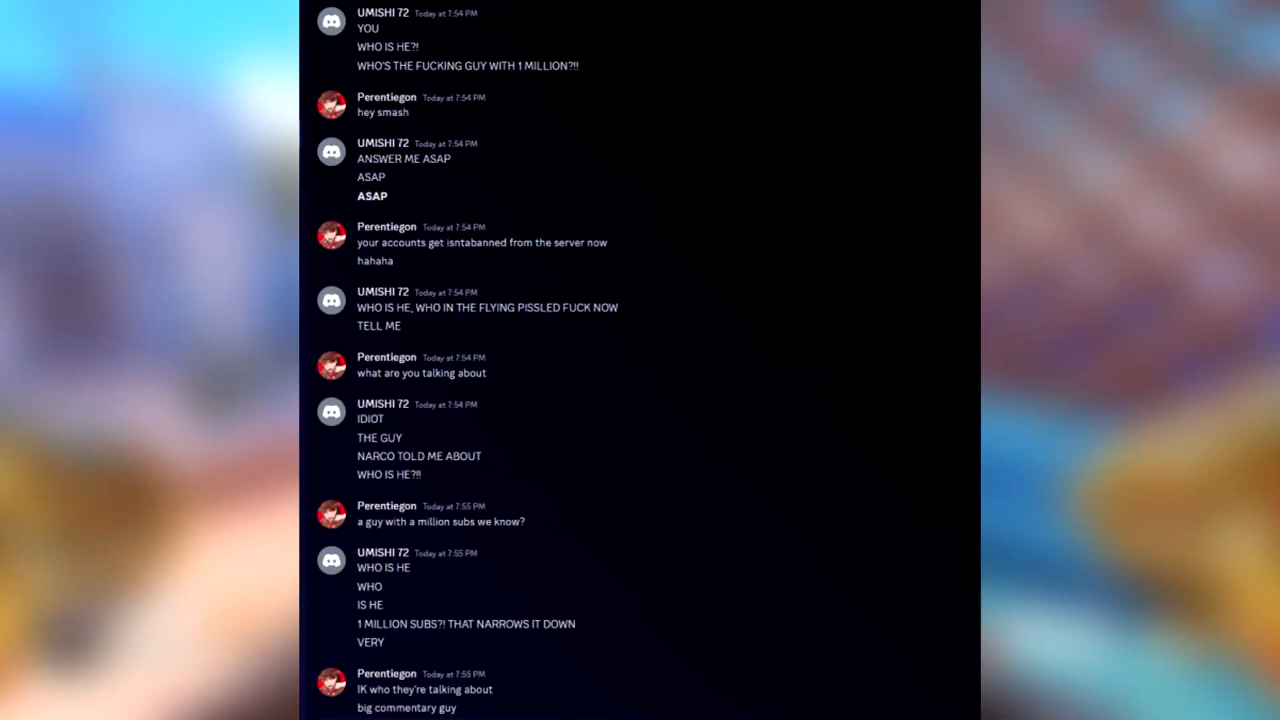 UMISHI 72 Today at 7:54 PM
YOU
WHO IS HE?!
WHO'S THE FUCKING GUY WITH 1 MILLION?!!
Perentiegon Today at 7:54 PM
hey smash
UMISHI 72 Today at 7:54 PM
ANSWER ME ASAP
ASAP
ASAP
Perentiegon Today at 7:54 PM
your accounts get isntabanned from the server now
hahaha
UMISHI 72 Today at 7:54 PM
WHO IS HE, WHO IN THE FLYING PISSLED FUCK NOW
TELL ME
Perentiegon Today at 7:54 PM
what are you talking about
UMISHI 72 Today at 7:54 PM
IDIOT
THE GUY
NARCO TOLD ME ABOUT
WHO IS HE?!!
Perentiegon Today at 7:55 PM
a guy with a million subs we know?
UMISHI 72 Today at 7:55 PM
WHO IS HE
WHO
IS HE
1 MILLION SUBS?! THAT NARROWS IT DOWN
VERY
Perentiegon Today at 7:55 PM
IK who they're talking about
big commentary guy